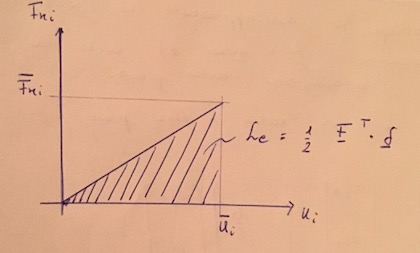 Fni
F̄ni
Le = 1/2 F̲ᵀ · δ̲
ūi
ui